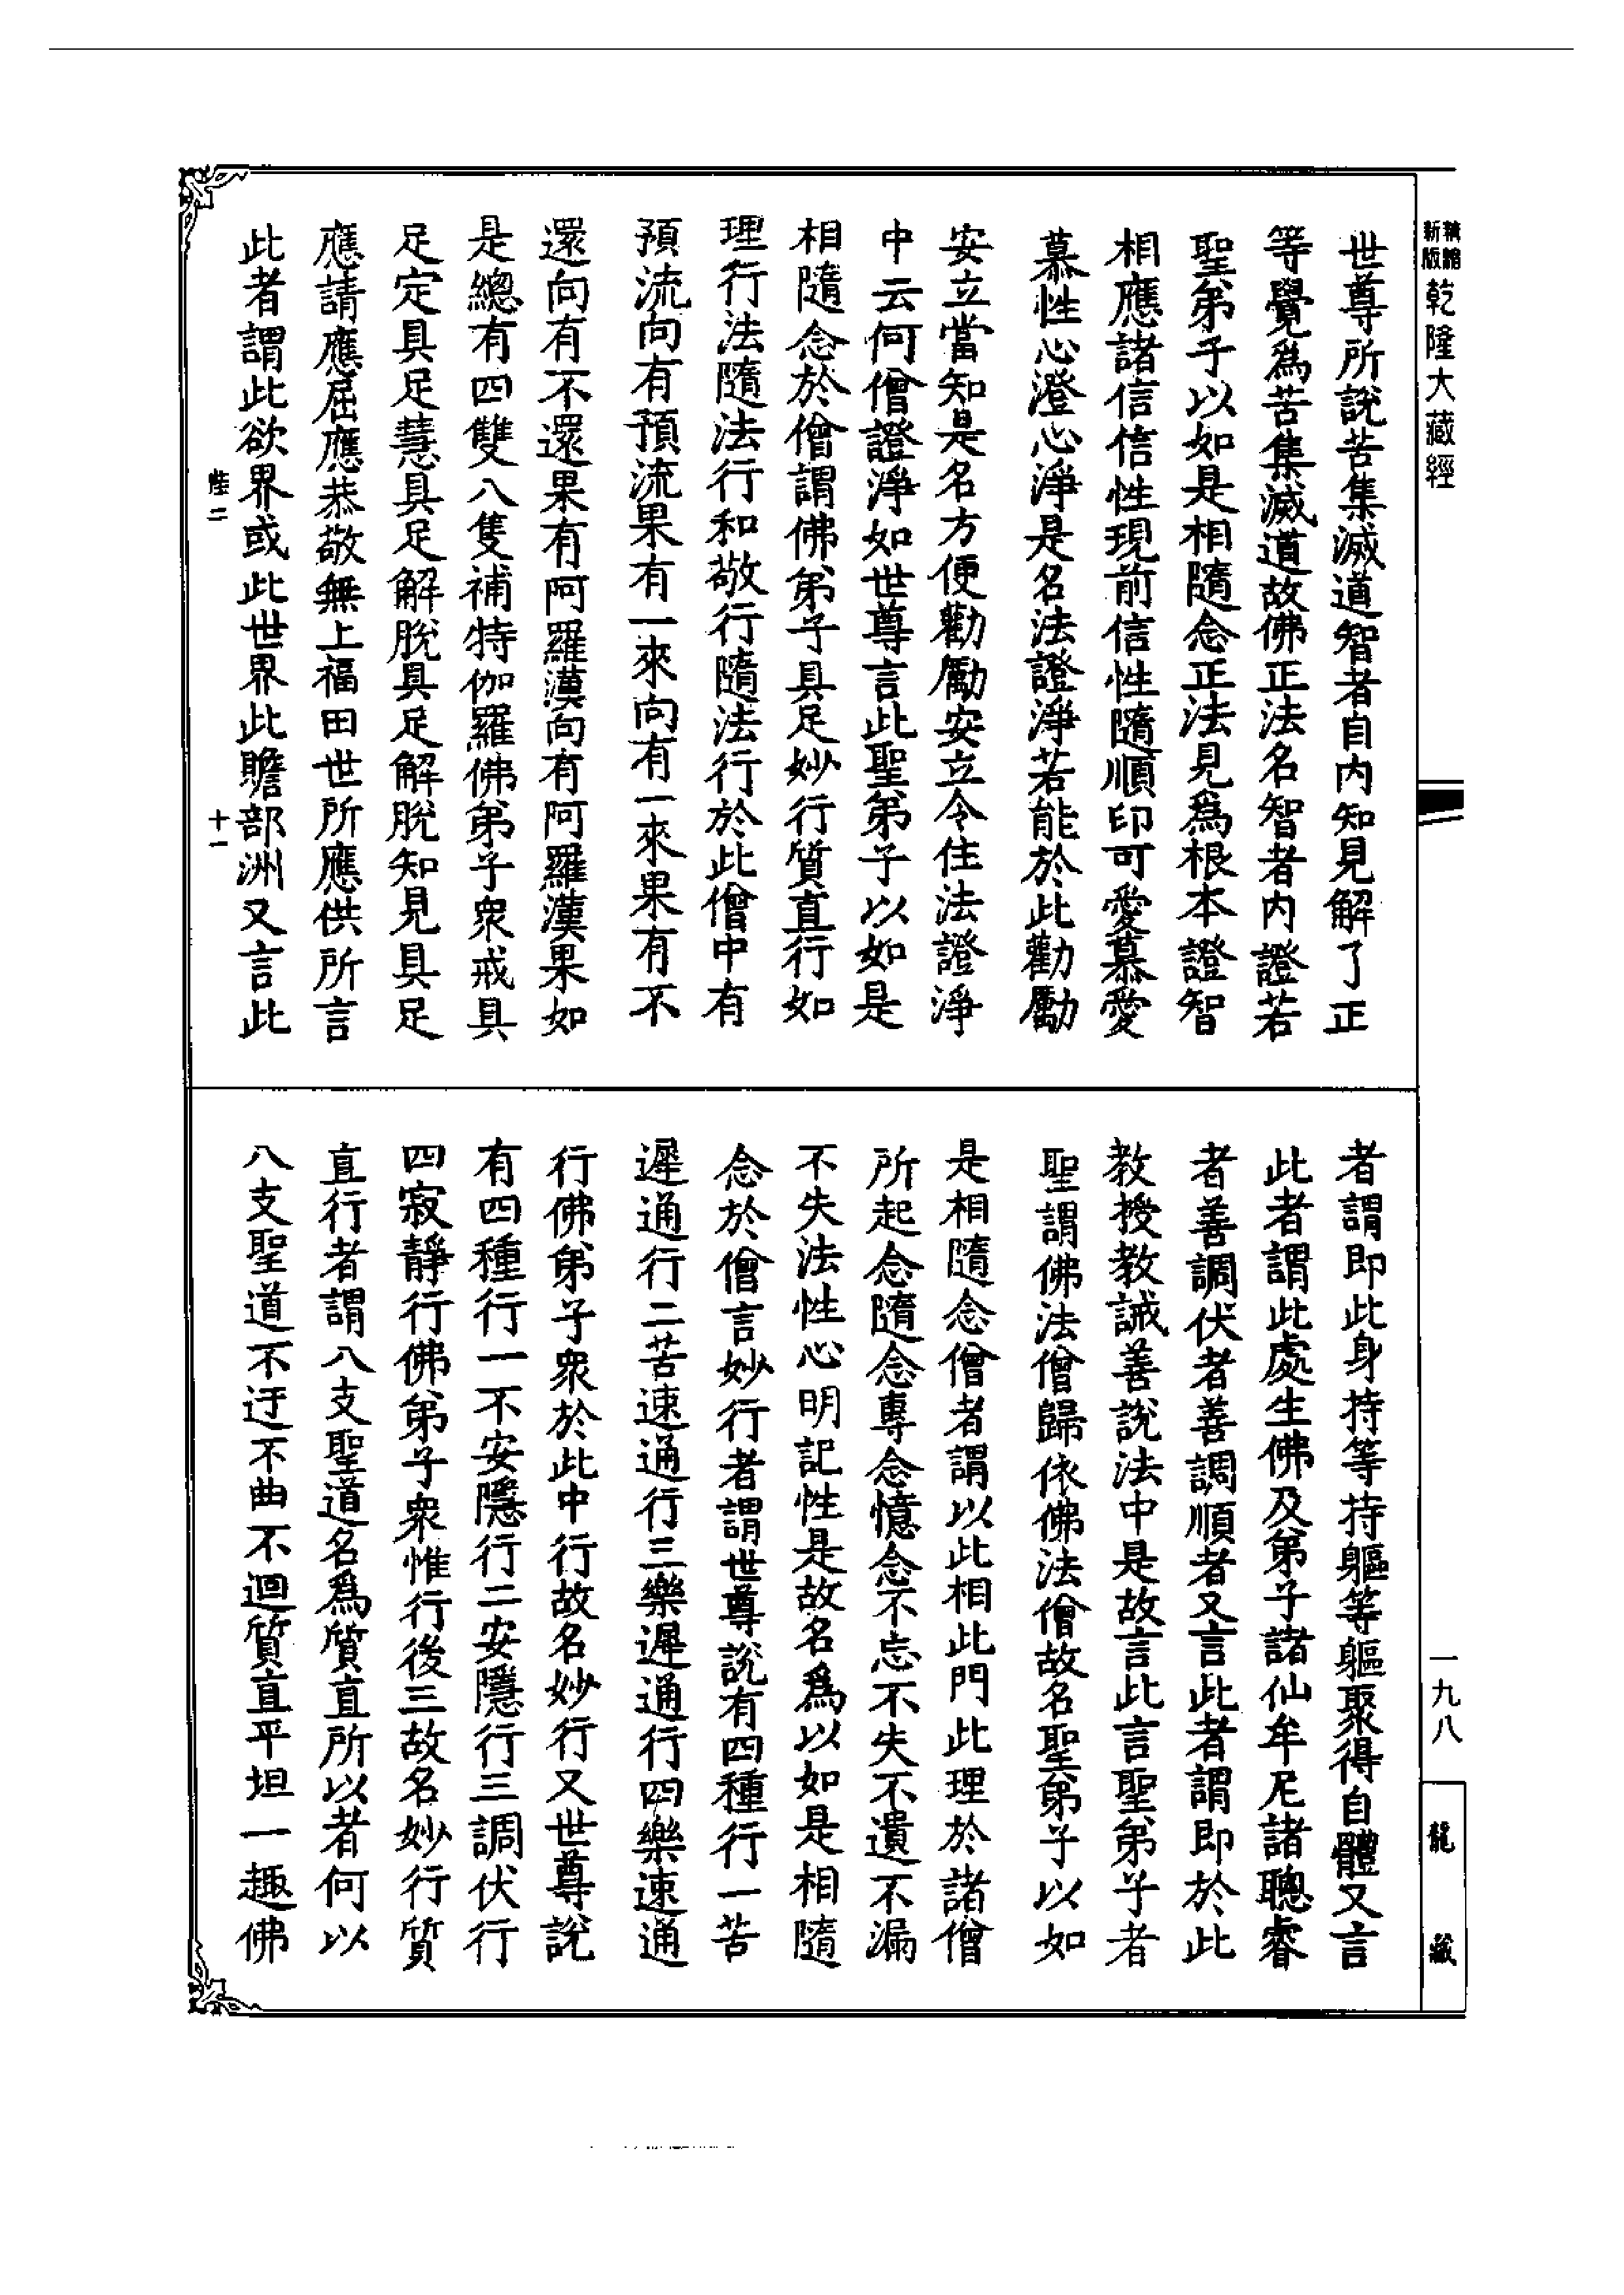 新版精縮
乾隆大藏經
世尊所說苦集滅道智者自內知見解了正
等覺為苦集滅道故佛正法名智者內證若
聖弟子以如是相隨念正法見為根本證智
相應諸信信性現前信性隨順印可愛慕愛
慕性心澄心淨是名法證淨若能於此勸勵
安立當知是名方便勸勵安立令住法證淨
中云何僧證淨如世尊言此聖弟子以如是
相隨念於僧謂佛弟子具足妙行質直行如
理行法隨法行和敬行隨法行於此僧中有
預流向有預流果有一來向有一來果有不
還向有不還果有阿羅漢向有阿羅漢果如
是總有四雙八隻補特伽羅佛弟子眾戒具
足定具足慧具足解脫具足解脫知見具足
應請應屈應恭敬無上福田世所應供所言
此者謂此欲界或此世界此贍部洲又言此
二
十一
者謂即此身持等持軀等軀聚得自體又言
此者謂此處生佛及弟子諸仙牟尼諸聰睿
者善調伏者善調順者又言此者謂即於此
教授教誡善說法中是故言此言聖弟子者
聖謂佛法僧歸依佛法僧故名聖弟子以如
是相隨念僧者謂以此相此門此理於諸僧
所起念隨念專念憶念不忘不失不遺不漏
不失法性心明記性是故名為以如是相隨
念於僧言妙行者謂世尊說有四種行一苦
遲通行二苦速通行三樂遲通行四樂速通
行佛弟子眾於此中行故名妙行又世尊說
有四種行一不安隱行二安隱行三調伏行
四寂靜行佛弟子眾惟行後三故名妙行質
直行者謂八支聖道名為質直所以者何以
八支聖道不迂不曲不迴質直平坦一趣佛
一九八
龍藏